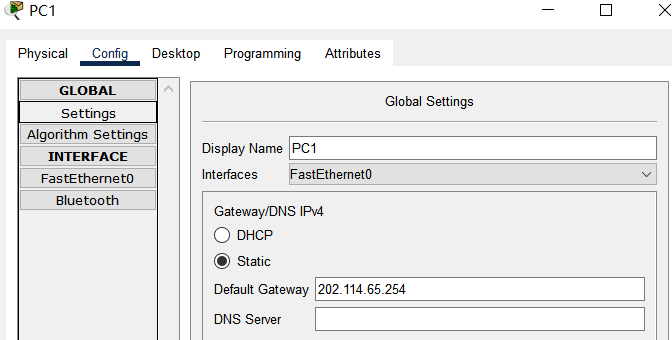 PC1
Physical Config Desktop Programming Attributes
GLOBAL
Settings
Algorithm Settings
INTERFACE
FastEthernet0
Bluetooth
Global Settings
Display Name PC1
Interfaces FastEthernet0
Gateway/DNS IPv4
DHCP
Static
Default Gateway 202.114.65.254
DNS Server